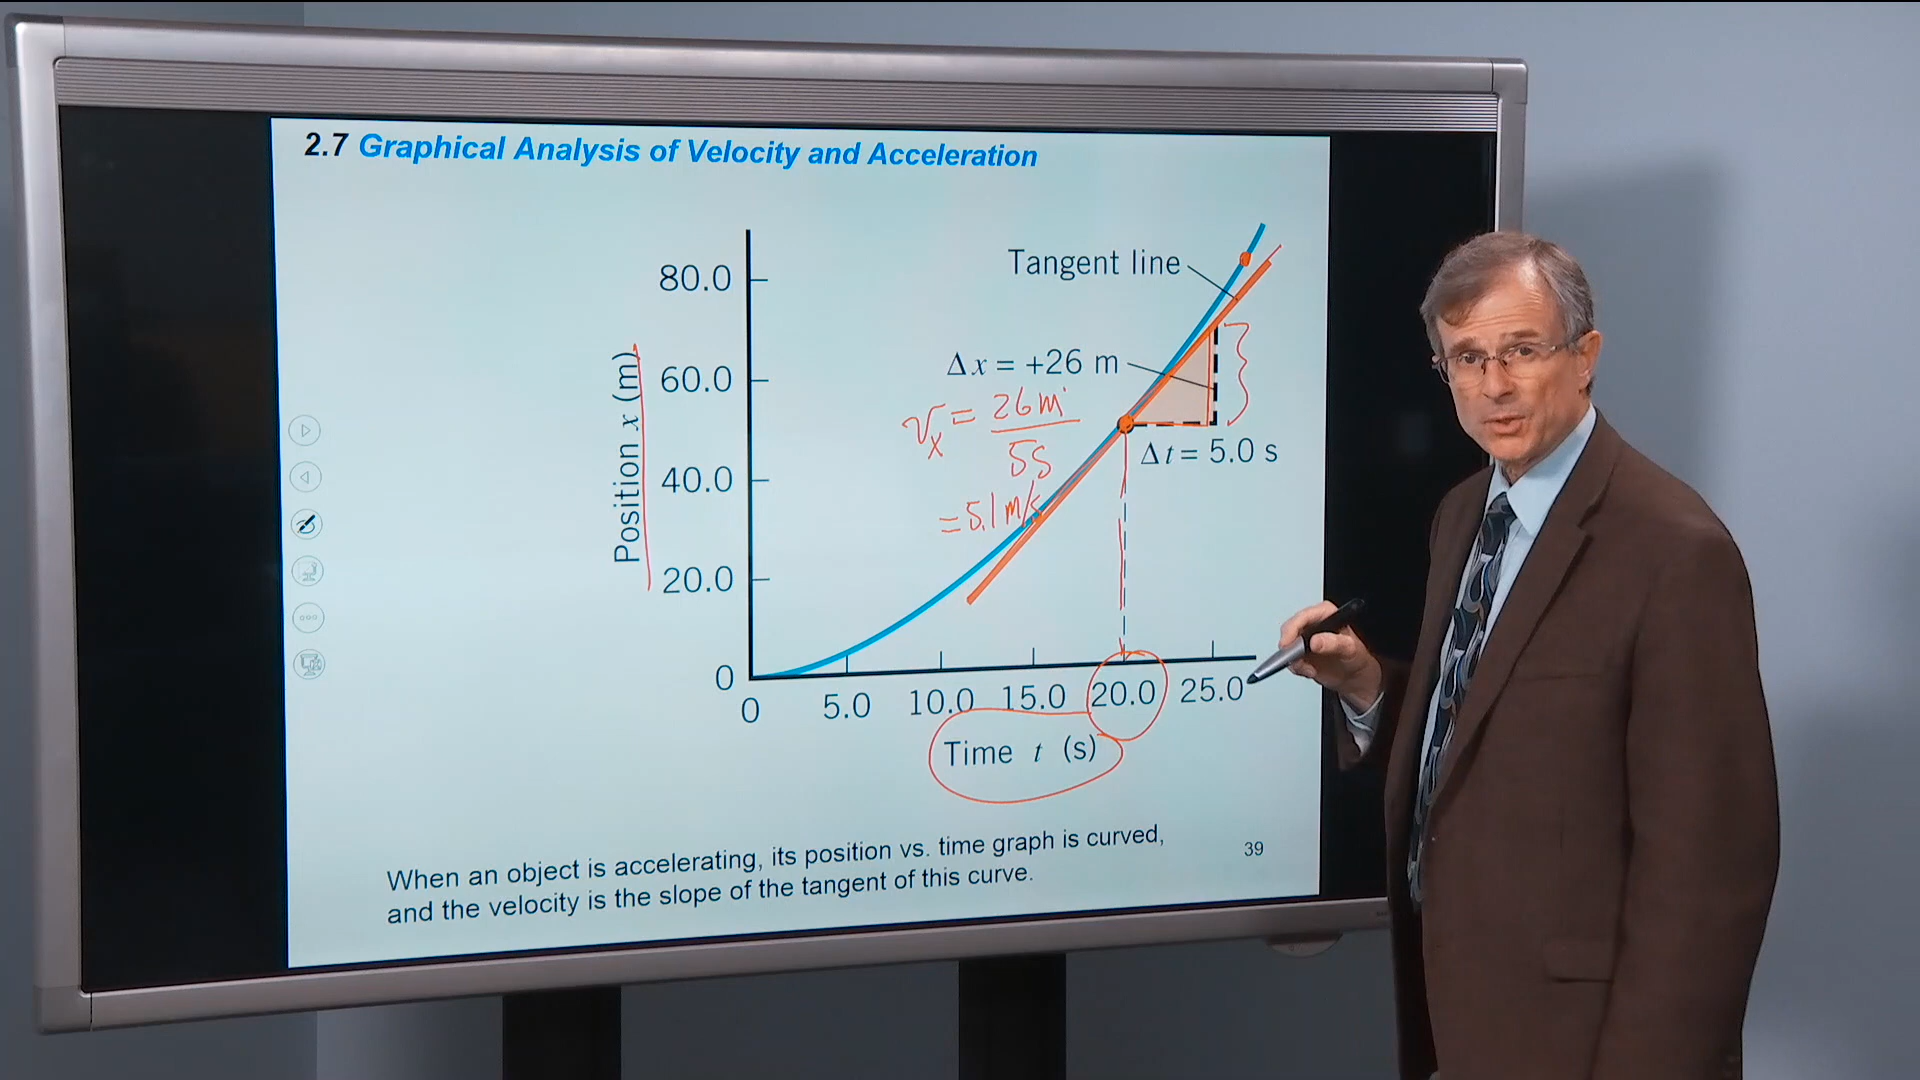 2.7 Graphical Analysis of Velocity and Acceleration
Position x (m)
80.0
60.0
40.0
20.0
0
Tangent line
Δx = +26 m
vₓ = 26m
5s
= 5.1 m/s
Δt = 5.0 s
0 5.0 10.0 15.0 20.0 25.0
Time t (s)
When an object is accelerating, its position vs. time graph is curved,
and the velocity is the slope of the tangent of this curve.
39